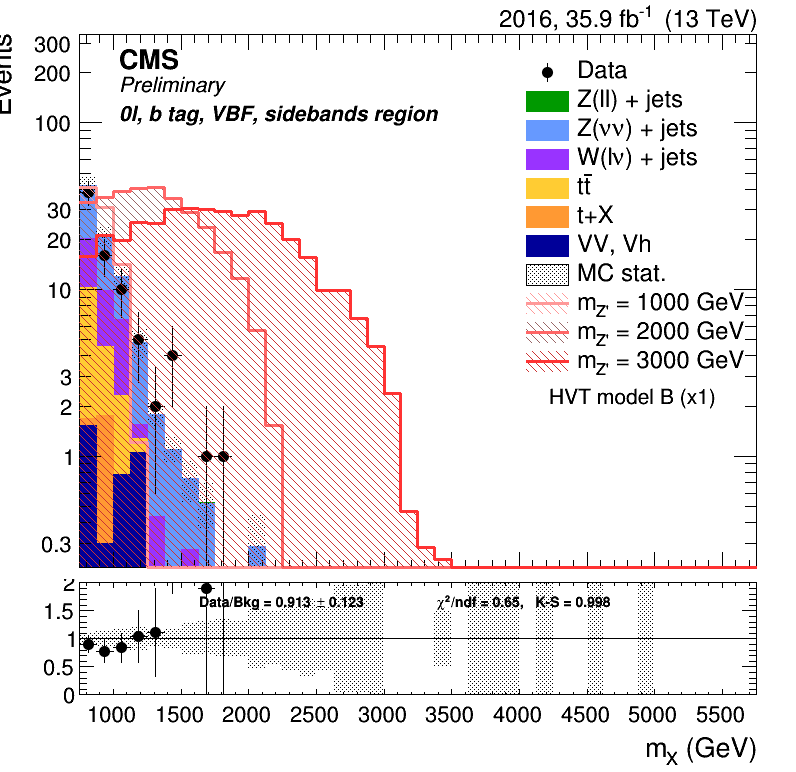 2016, 35.9 fb⁻¹ (13 TeV)
Events
300
200
100
30
20
10
3
2
1
0.3
CMS
Preliminary
0l, b tag, VBF, sidebands region
Data
Z(ll) + jets
Z(νν) + jets
W(lν) + jets
tt̄
t+X
VV, Vh
MC stat.
m_Z' = 1000 GeV
m_Z' = 2000 GeV
m_Z' = 3000 GeV
HVT model B (x1)
2
1.5
1
0.5
0
Data/Bkg = 0.913 ± 0.123
χ²/ndf = 0.65, K-S = 0.998
1000 1500 2000 2500 3000 3500 4000 4500 5000 5500
m_X (GeV)